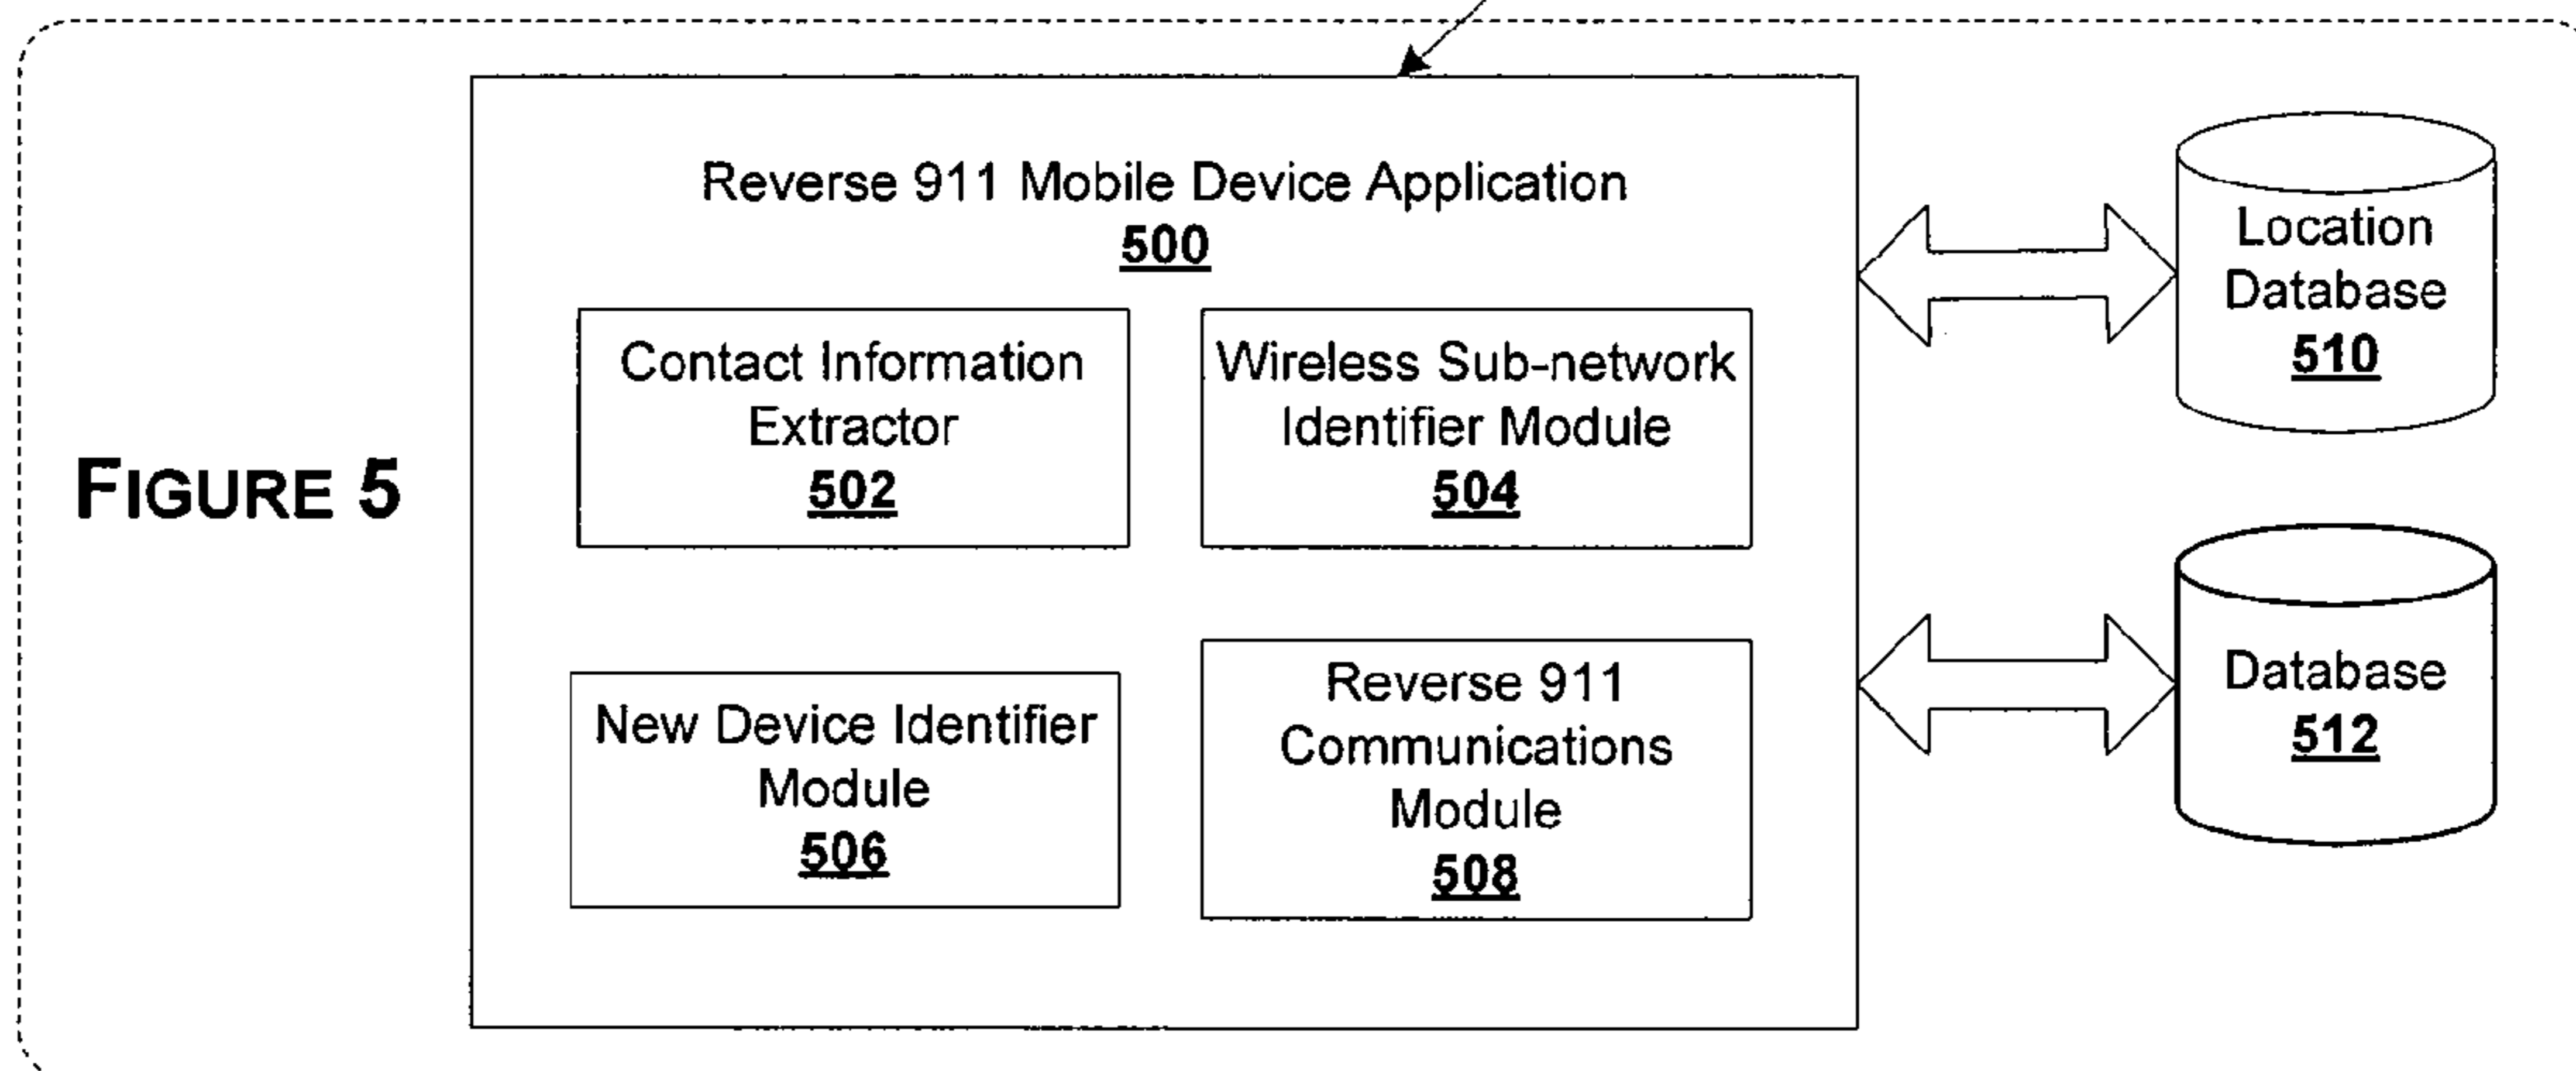 Reverse 911 Mobile Device Application
500
Contact Information
Extractor
502
Wireless Sub-network
Identifier Module
504
New Device Identifier
Module
506
Reverse 911
Communications
Module
508
Location
Database
510
Database
512
FIGURE 5